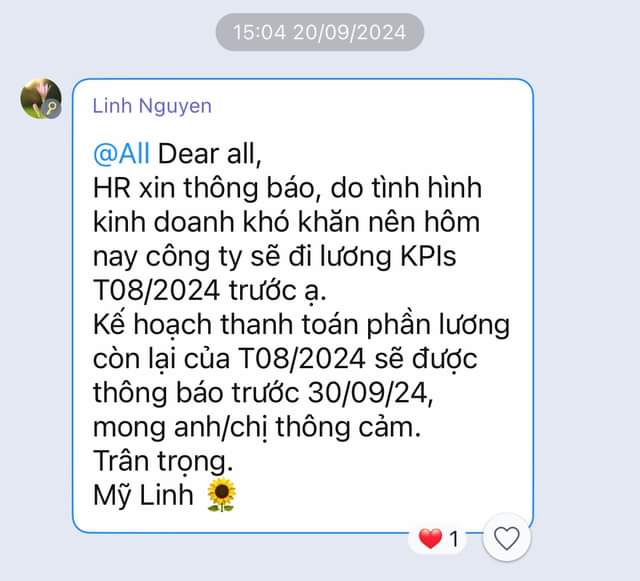 15:04 20/09/2024
Linh Nguyen
@All Dear all,
HR xin thông báo, do tình hình
kinh doanh khó khăn nên hôm
nay công ty sẽ đi lương KPIs
T08/2024 trước ạ.
Kế hoạch thanh toán phần lương
còn lại của T08/2024 sẽ được
thông báo trước 30/09/24,
mong anh/chị thông cảm.
Trân trọng.
Mỹ Linh 🌻
❤️ 1